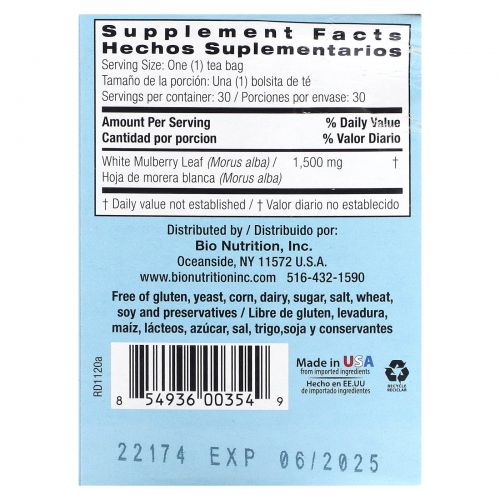 Supplement Facts
Hechos Suplementarios
Serving Size: One (1) tea bag
Tamaño de la porción: Una (1) bolsita de té
Servings per container: 30 / Porciones por envase: 30
Amount Per Serving % Daily Value
Cantidad por porcion % Valor Diario
White Mulberry Leaf (Morus alba) / 1,500 mg †
Hoja de morera blanca (Morus alba)
† Daily value not established / † Valor diario no establecido
Distributed by / Distribuido por:
Bio Nutrition, Inc.
Oceanside, NY 11572 U.S.A.
www.bionutritioninc.com 516-432-1590
Free of gluten, yeast, corn, dairy, sugar, salt, wheat,
soy and preservatives / Libre de gluten, levadura,
maíz, lácteos, azúcar, sal, trigo,soja y conservantes
RD1120a
8 54936 00354 9
Made in USA
from imported ingredients
Hecho en EE.UU
de importado ingredientes
PLEASE RECYCLE
RECICLAR
22174 EXP 06/2025